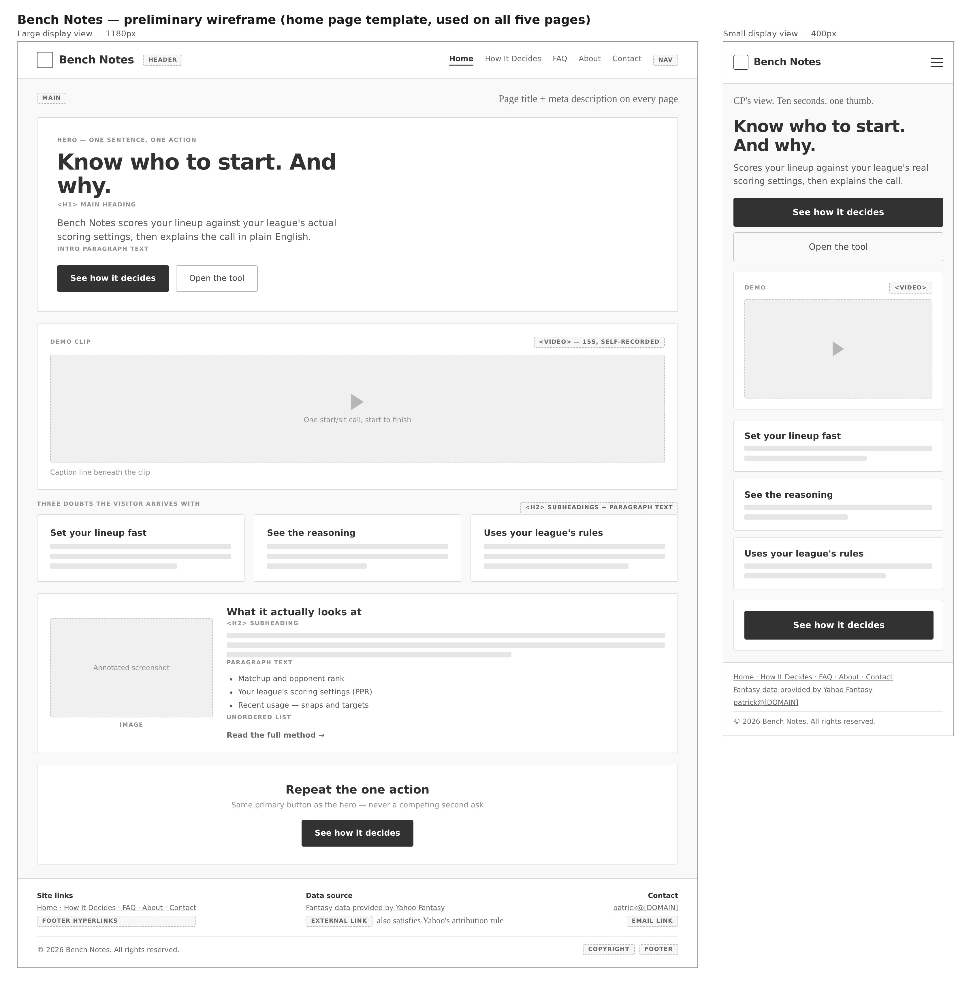 Bench Notes — preliminary wireframe (home page template, used on all five pages)
Large display view — 1180px
Bench Notes
HEADER
Home
How It Decides
FAQ
About
Contact
NAV
MAIN
Page title + meta description on every page
HERO — ONE SENTENCE, ONE ACTION
Know who to start. And
why.
<H1> MAIN HEADING
Bench Notes scores your lineup against your league's actual
scoring settings, then explains the call in plain English.
INTRO PARAGRAPH TEXT
See how it decides
Open the tool
DEMO CLIP
<VIDEO> — 15S, SELF-RECORDED
One start/sit call, start to finish
Caption line beneath the clip
THREE DOUBTS THE VISITOR ARRIVES WITH
<H2> SUBHEADINGS + PARAGRAPH TEXT
Set your lineup fast
See the reasoning
Uses your league's rules
Annotated screenshot
IMAGE
What it actually looks at
<H2> SUBHEADING
PARAGRAPH TEXT
• Matchup and opponent rank
• Your league's scoring settings (PPR)
• Recent usage — snaps and targets
UNORDERED LIST
Read the full method →
Repeat the one action
Same primary button as the hero — never a competing second ask
See how it decides
Site links
Home · How It Decides · FAQ · About · Contact
FOOTER HYPERLINKS
Data source
Fantasy data provided by Yahoo Fantasy
EXTERNAL LINK
also satisfies Yahoo's attribution rule
Contact
patrick@[DOMAIN]
EMAIL LINK
© 2026 Bench Notes. All rights reserved.
COPYRIGHT
FOOTER
Small display view — 400px
Bench Notes
CP's view. Ten seconds, one thumb.
Know who to start.
And why.
Scores your lineup against your league's real
scoring settings, then explains the call.
See how it decides
Open the tool
DEMO
<VIDEO>
Set your lineup fast
See the reasoning
Uses your league's rules
See how it decides
Home · How It Decides · FAQ · About · Contact
Fantasy data provided by Yahoo Fantasy
patrick@[DOMAIN]
© 2026 Bench Notes. All rights reserved.